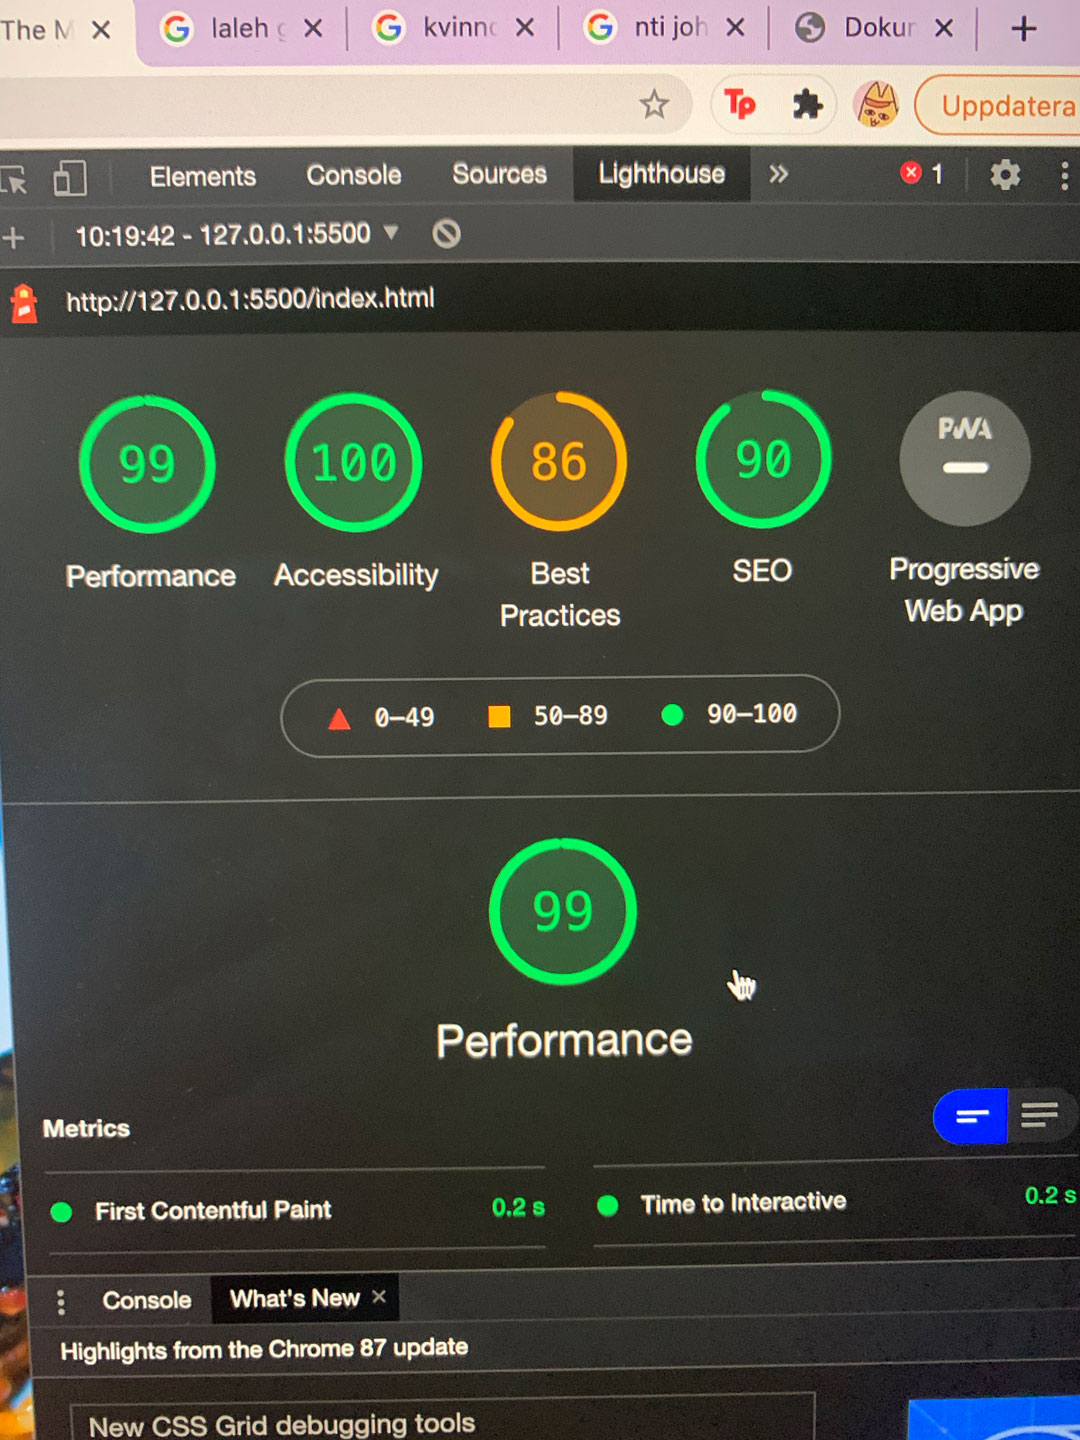 The M
laleh g
kvinno
nti joh
Dokum
Tp
Uppdatera
Elements Console Sources Lighthouse » 1
10:19:42 - 127.0.0.1:5500
http://127.0.0.1:5500/index.html
99 100 86 90 PWA
Performance Accessibility Best Practices SEO Progressive Web App
0–49 50–89 90–100
99
Performance
Metrics
First Contentful Paint 0.2 s Time to Interactive 0.2 s
Console What's New
Highlights from the Chrome 87 update
New CSS Grid debugging tools